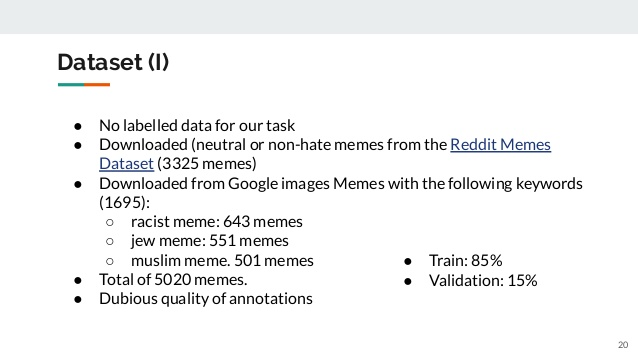 Dataset (I)
● No labelled data for our task
● Downloaded (neutral or non-hate memes from the Reddit Memes
Dataset (3325 memes)
● Downloaded from Google images Memes with the following keywords
(1695):
○ racist meme: 643 memes
○ jew meme: 551 memes
○ muslim meme. 501 memes
● Total of 5020 memes.
● Dubious quality of annotations
● Train: 85%
● Validation: 15%
20